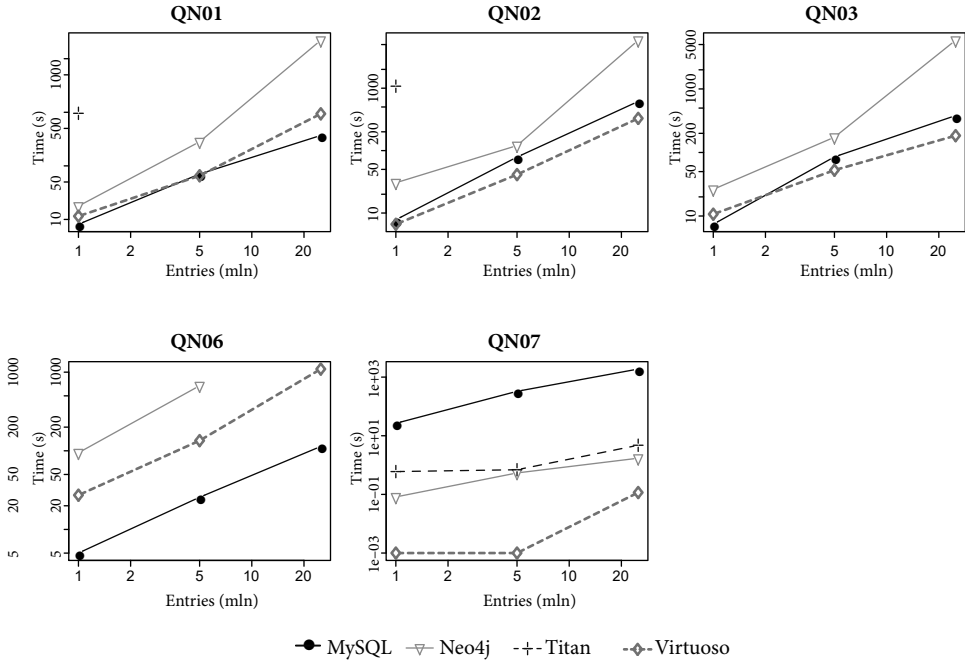 QN01
QN02
QN03
Time (s)
1000
500
50
10
1
2
5
10
20
Entries (mln)
Time (s)
1000
200
50
10
1
2
5
10
20
Entries (mln)
Time (s)
5000
1000
200
50
10
1
2
5
10
20
Entries (mln)
QN06
QN07
Time (s)
1000
200
50
20
5
1
2
5
10
20
Entries (mln)
Time (s)
1e+03
1e+01
1e−01
1e−03
1
2
5
10
20
Entries (mln)
MySQL Neo4j Titan Virtuoso